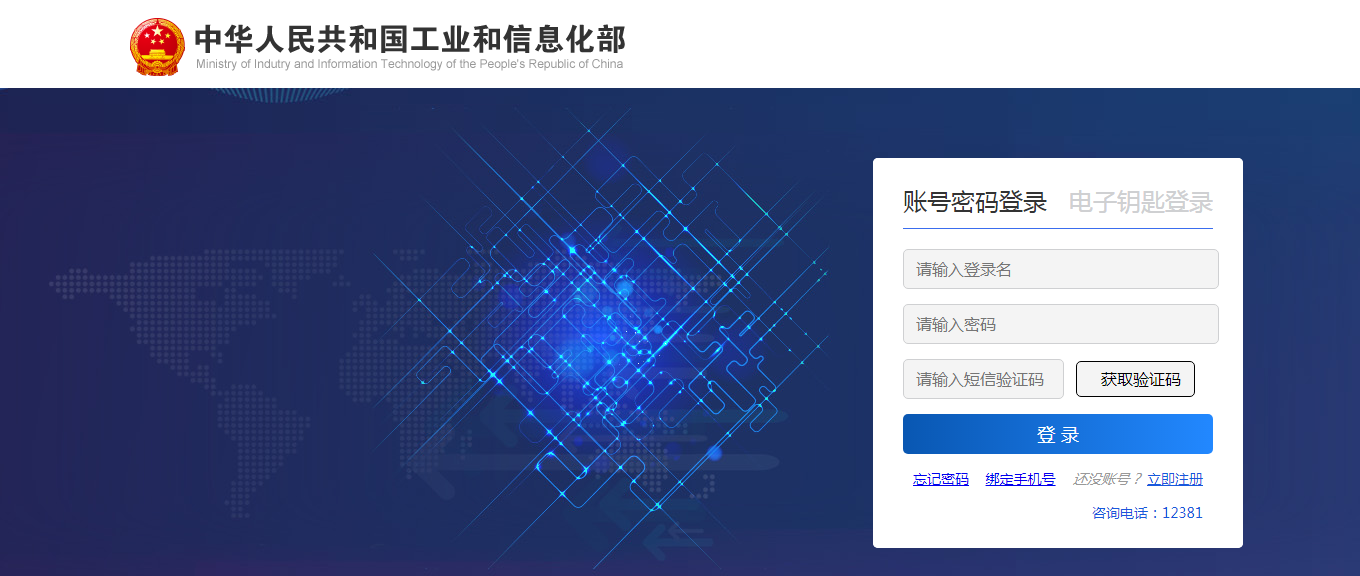 中华人民共和国工业和信息化部
Ministry of Indutry and Information Technology of the People's Republic of China
账号密码登录 电子钥匙登录
请输入登录名
请输入密码
请输入短信验证码 获取验证码
登 录
忘记密码 绑定手机号 还没账号？立即注册
咨询电话：12381